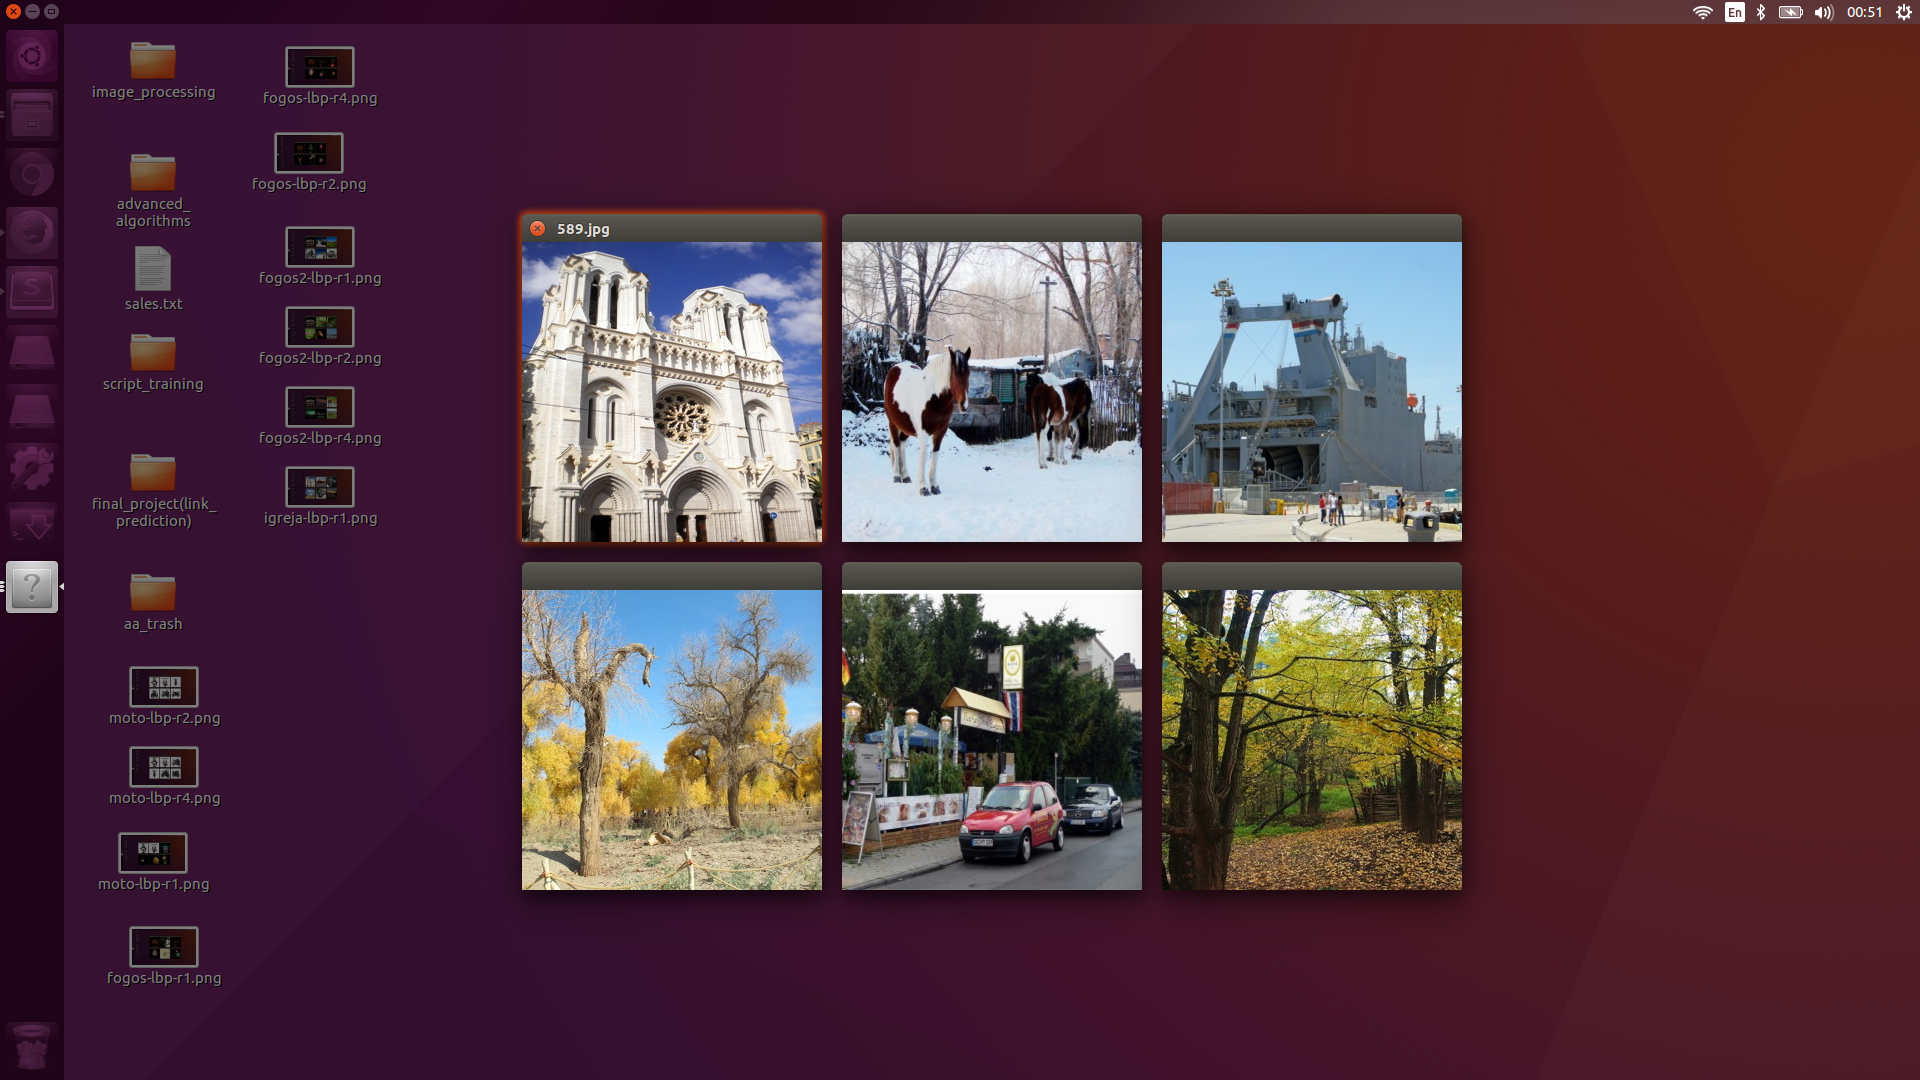 En
00:51
image_processing
fogos-lbp-r4.png
fogos-lbp-r2.png
advanced_
algorithms
589.jpg
fogos2-lbp-r1.png
sales.txt
fogos2-lbp-r2.png
script_training
fogos2-lbp-r4.png
final_project(link_
prediction)
igreja-lbp-r1.png
aa_trash
moto-lbp-r2.png
moto-lbp-r4.png
moto-lbp-r1.png
fogos-lbp-r1.png